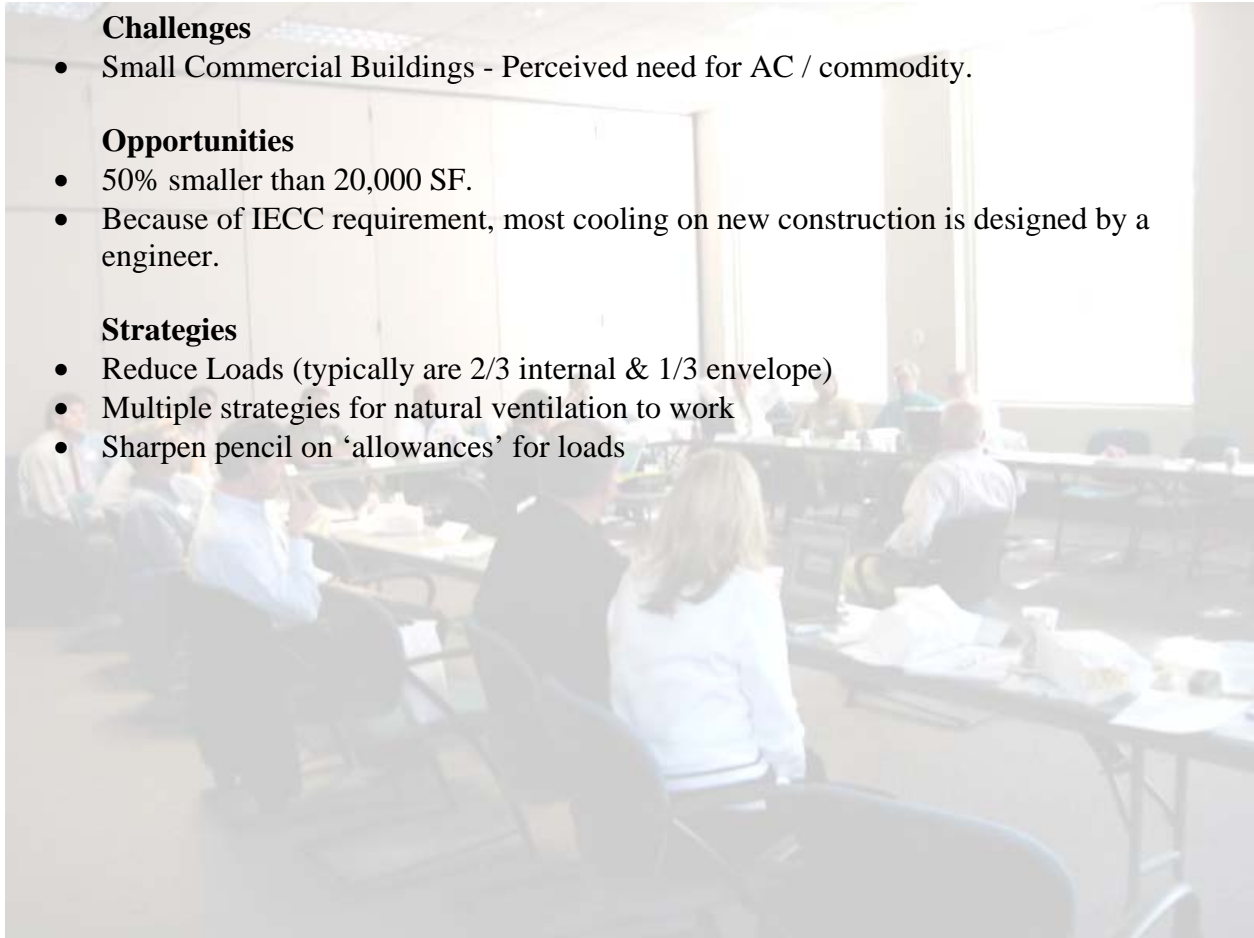 Challenges
• Small Commercial Buildings - Perceived need for AC / commodity.
Opportunities
• 50% smaller than 20,000 SF.
• Because of IECC requirement, most cooling on new construction is designed by a
engineer.
Strategies
• Reduce Loads (typically are 2/3 internal & 1/3 envelope)
• Multiple strategies for natural ventilation to work
• Sharpen pencil on ‘allowances’ for loads